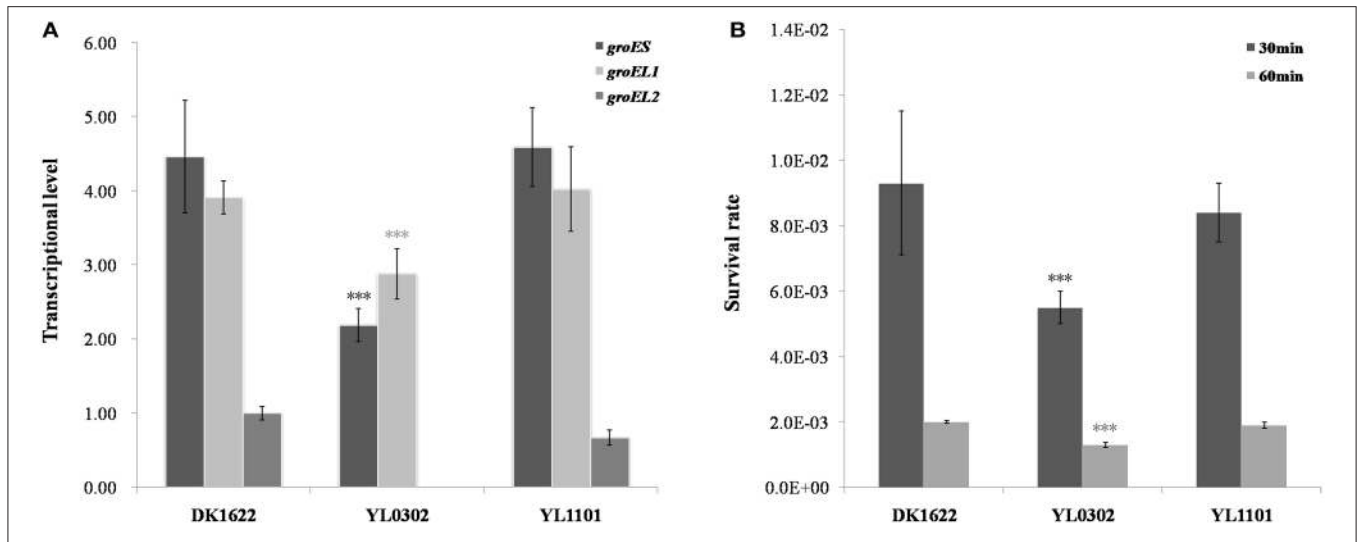 A
6.00
5.00
4.00
3.00
2.00
1.00
0.00
Transcriptional level
groES
groEL1
groEL2
***
***
DK1622
YL0302
YL1101
B
1.4E-02
1.2E-02
1.0E-02
8.0E-03
6.0E-03
4.0E-03
2.0E-03
0.0E+00
Survival rate
30min
60min
***
***
DK1622
YL0302
YL1101